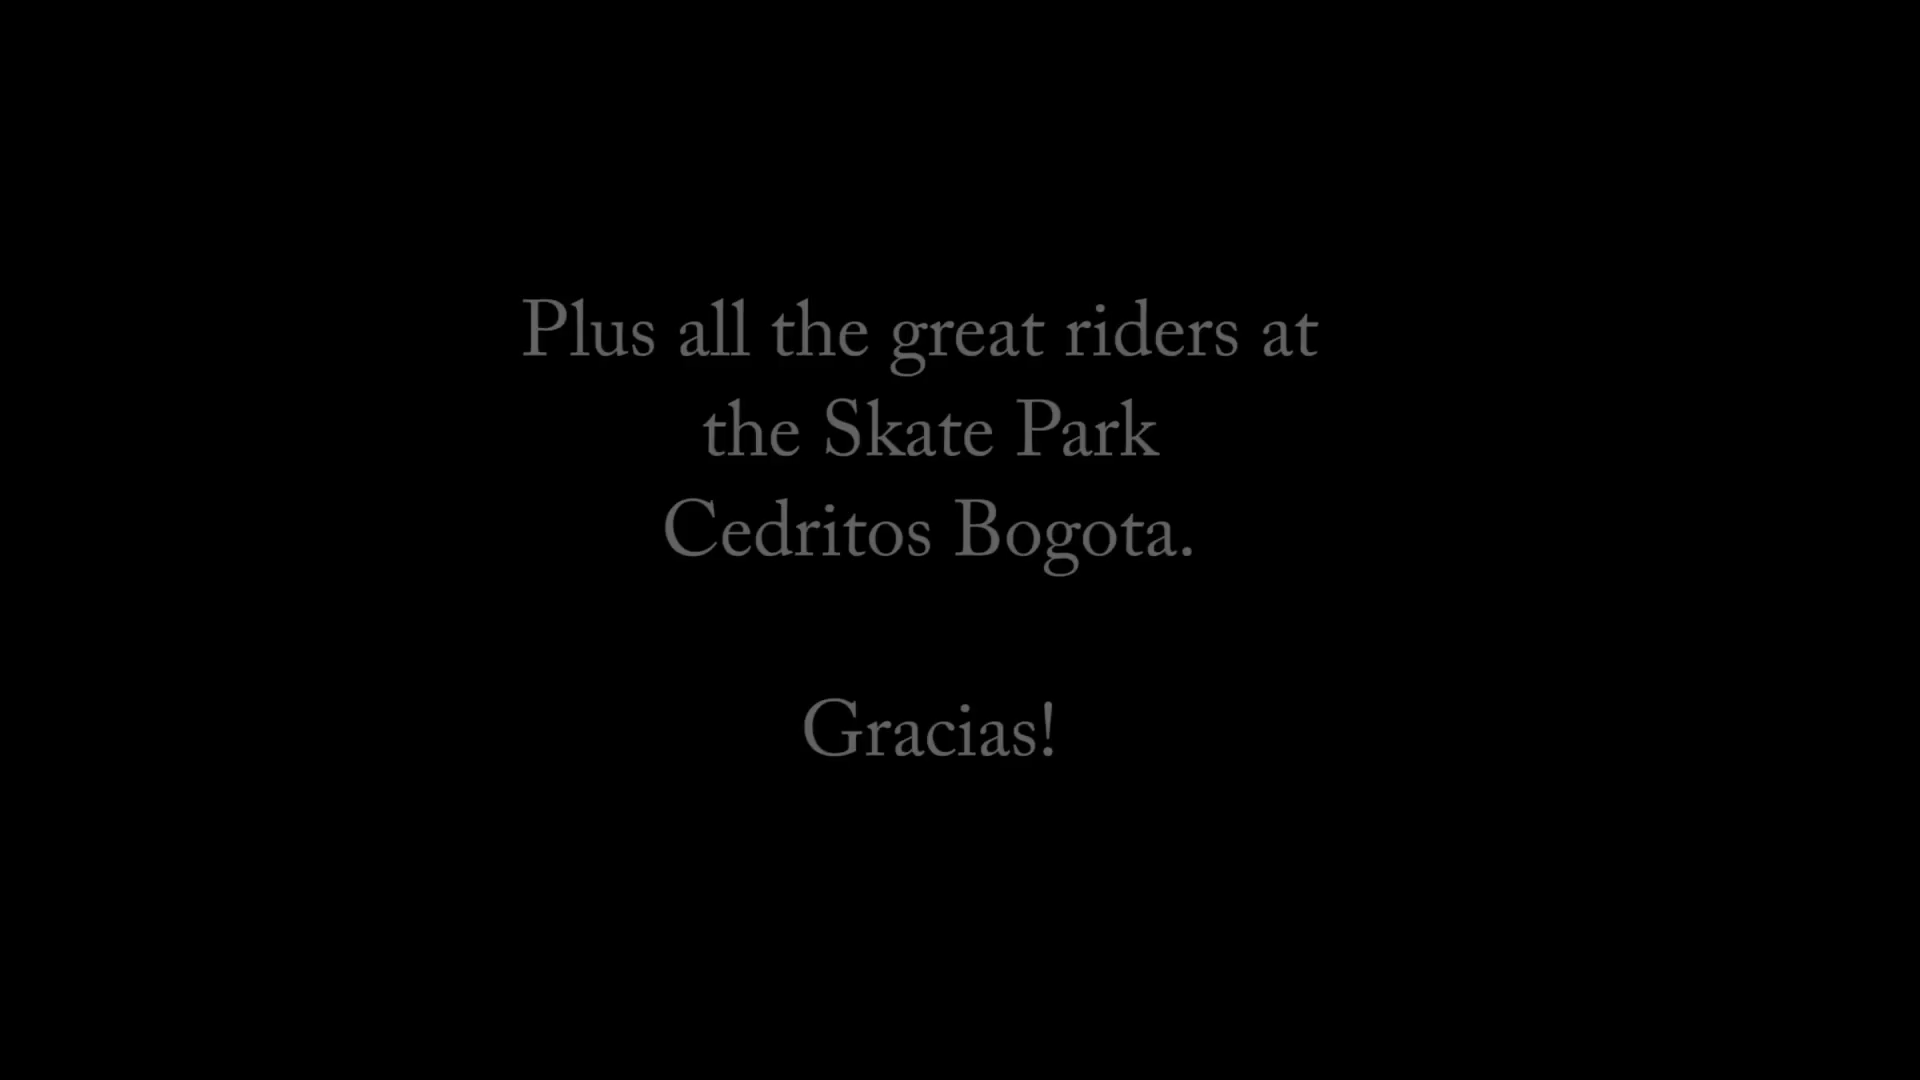 Plus all the great riders at
the Skate Park
Cedritos Bogota.
Gracias!